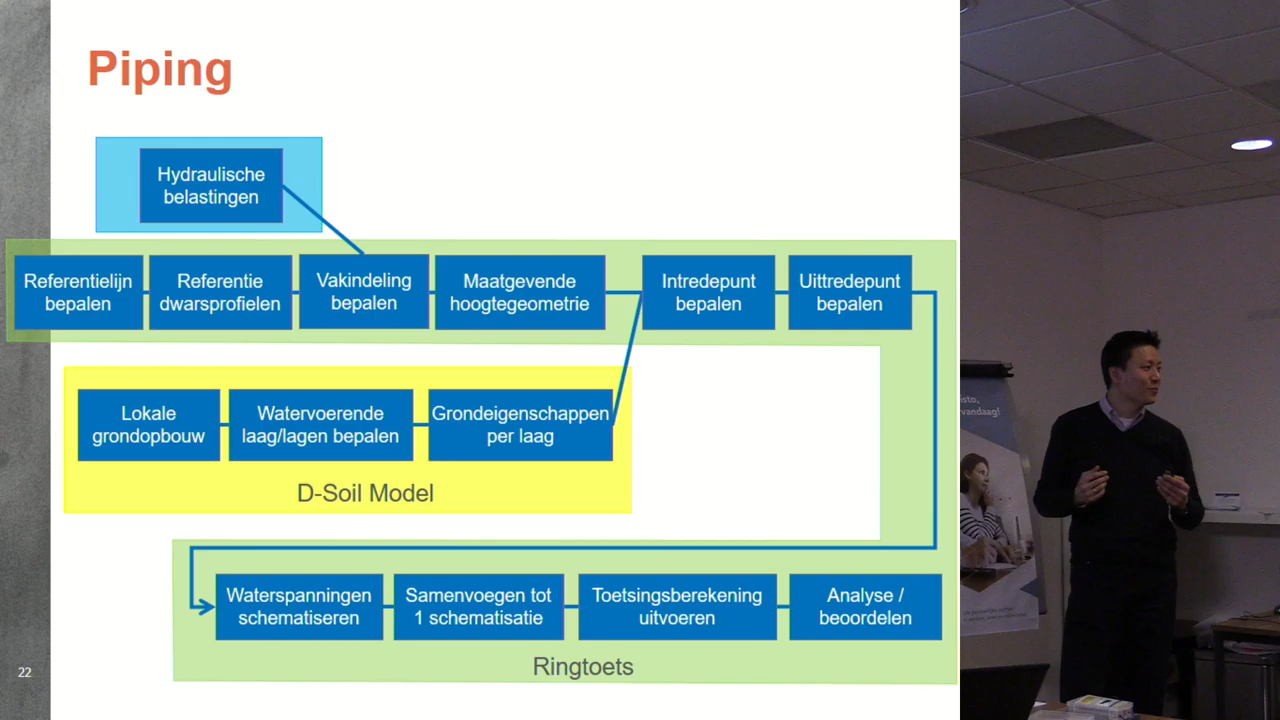 Piping
Hydraulische
belastingen
Referentielijn
bepalen
Referentie
dwarsprofielen
Vakindeling
bepalen
Maatgevende
hoogtegeometrie
Intredepunt
bepalen
Uittredepunt
bepalen
Lokale
grondopbouw
Watervoerende
laag/lagen bepalen
Grondeigenschappen
per laag
D-Soil Model
Waterspanningen
schematiseren
Samenvoegen tot
1 schematisatie
Toetsingsberekening
uitvoeren
Analyse /
beoordelen
Ringtoets
22
vandaag!